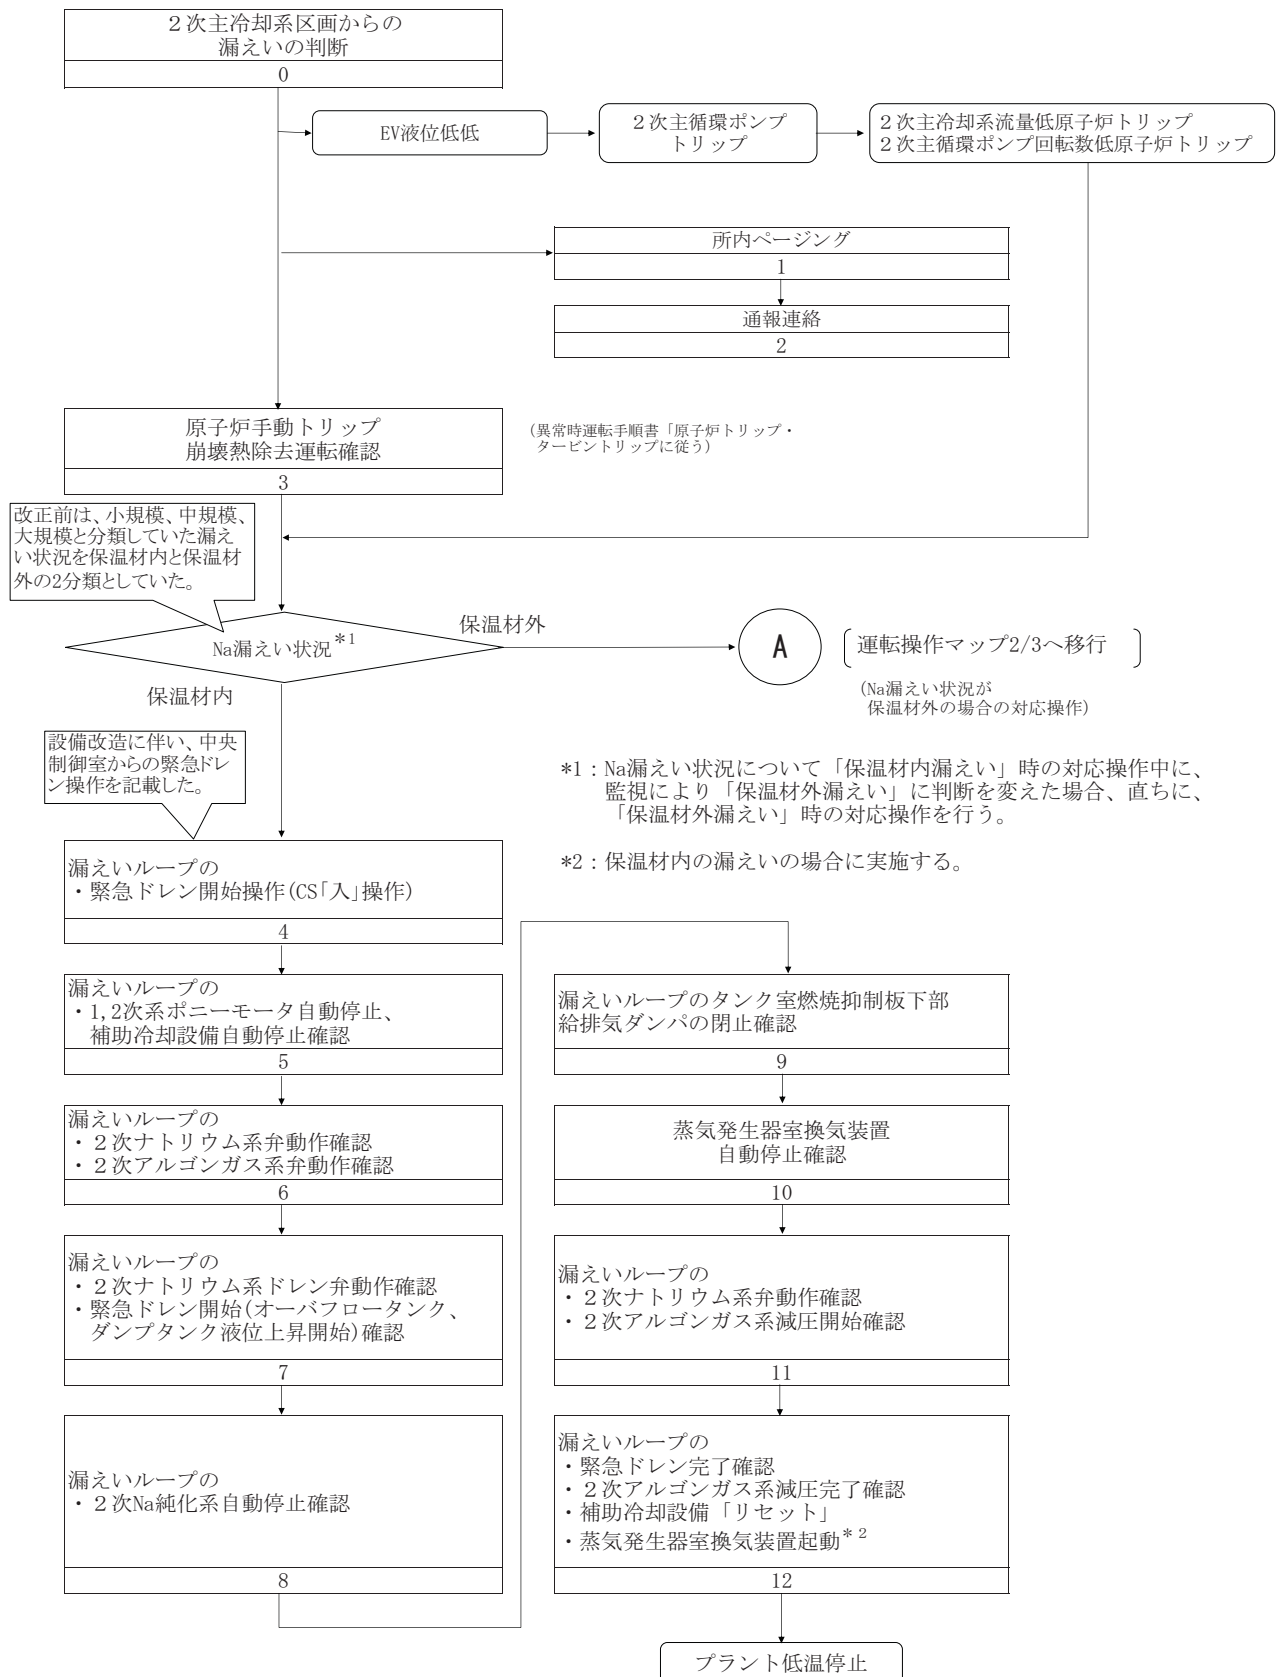 ２次主冷却系区画からの
漏えいの判断
0
EV液位低低
２次主循環ポンプ
トリップ
２次主冷却系流量低原子炉トリップ
２次主循環ポンプ回転数低原子炉トリップ
所内ページング
1
通報連絡
2
原子炉手動トリップ
崩壊熱除去運転確認
3
(異常時運転手順書「原子炉トリップ・
タービントリップに従う)
改正前は、小規模、中規模、
大規模と分類していた漏え
い状況を保温材内と保温材
外の2分類としていた。
Na漏えい状況*1
保温材外
A
運転操作マップ2/3へ移行
(Na漏えい状況が
保温材外の場合の対応操作)
保温材内
設備改造に伴い、中央
制御室からの緊急ドレ
ン操作を記載した。
*1：Na漏えい状況について「保温材内漏えい」時の対応操作中に、
監視により「保温材外漏えい」に判断を変えた場合、直ちに、
「保温材外漏えい」時の対応操作を行う。
*2：保温材内の漏えいの場合に実施する。
漏えいループの
・緊急ドレン開始操作(CS「入」操作)
4
漏えいループの
・1,2次系ポニーモータ自動停止、
補助冷却設備自動停止確認
5
漏えいループの
・２次ナトリウム系弁動作確認
・２次アルゴンガス系弁動作確認
6
漏えいループの
・２次ナトリウム系ドレン弁動作確認
・緊急ドレン開始(オーバフロータンク、
ダンプタンク液位上昇開始)確認
7
漏えいループの
・２次Na純化系自動停止確認
8
漏えいループのタンク室燃焼抑制板下部
給排気ダンパの閉止確認
9
蒸気発生器室換気装置
自動停止確認
10
漏えいループの
・２次ナトリウム系弁動作確認
・２次アルゴンガス系減圧開始確認
11
漏えいループの
・緊急ドレン完了確認
・２次アルゴンガス系減圧完了確認
・補助冷却設備「リセット」
・蒸気発生器室換気装置起動*2
12
プラント低温停止